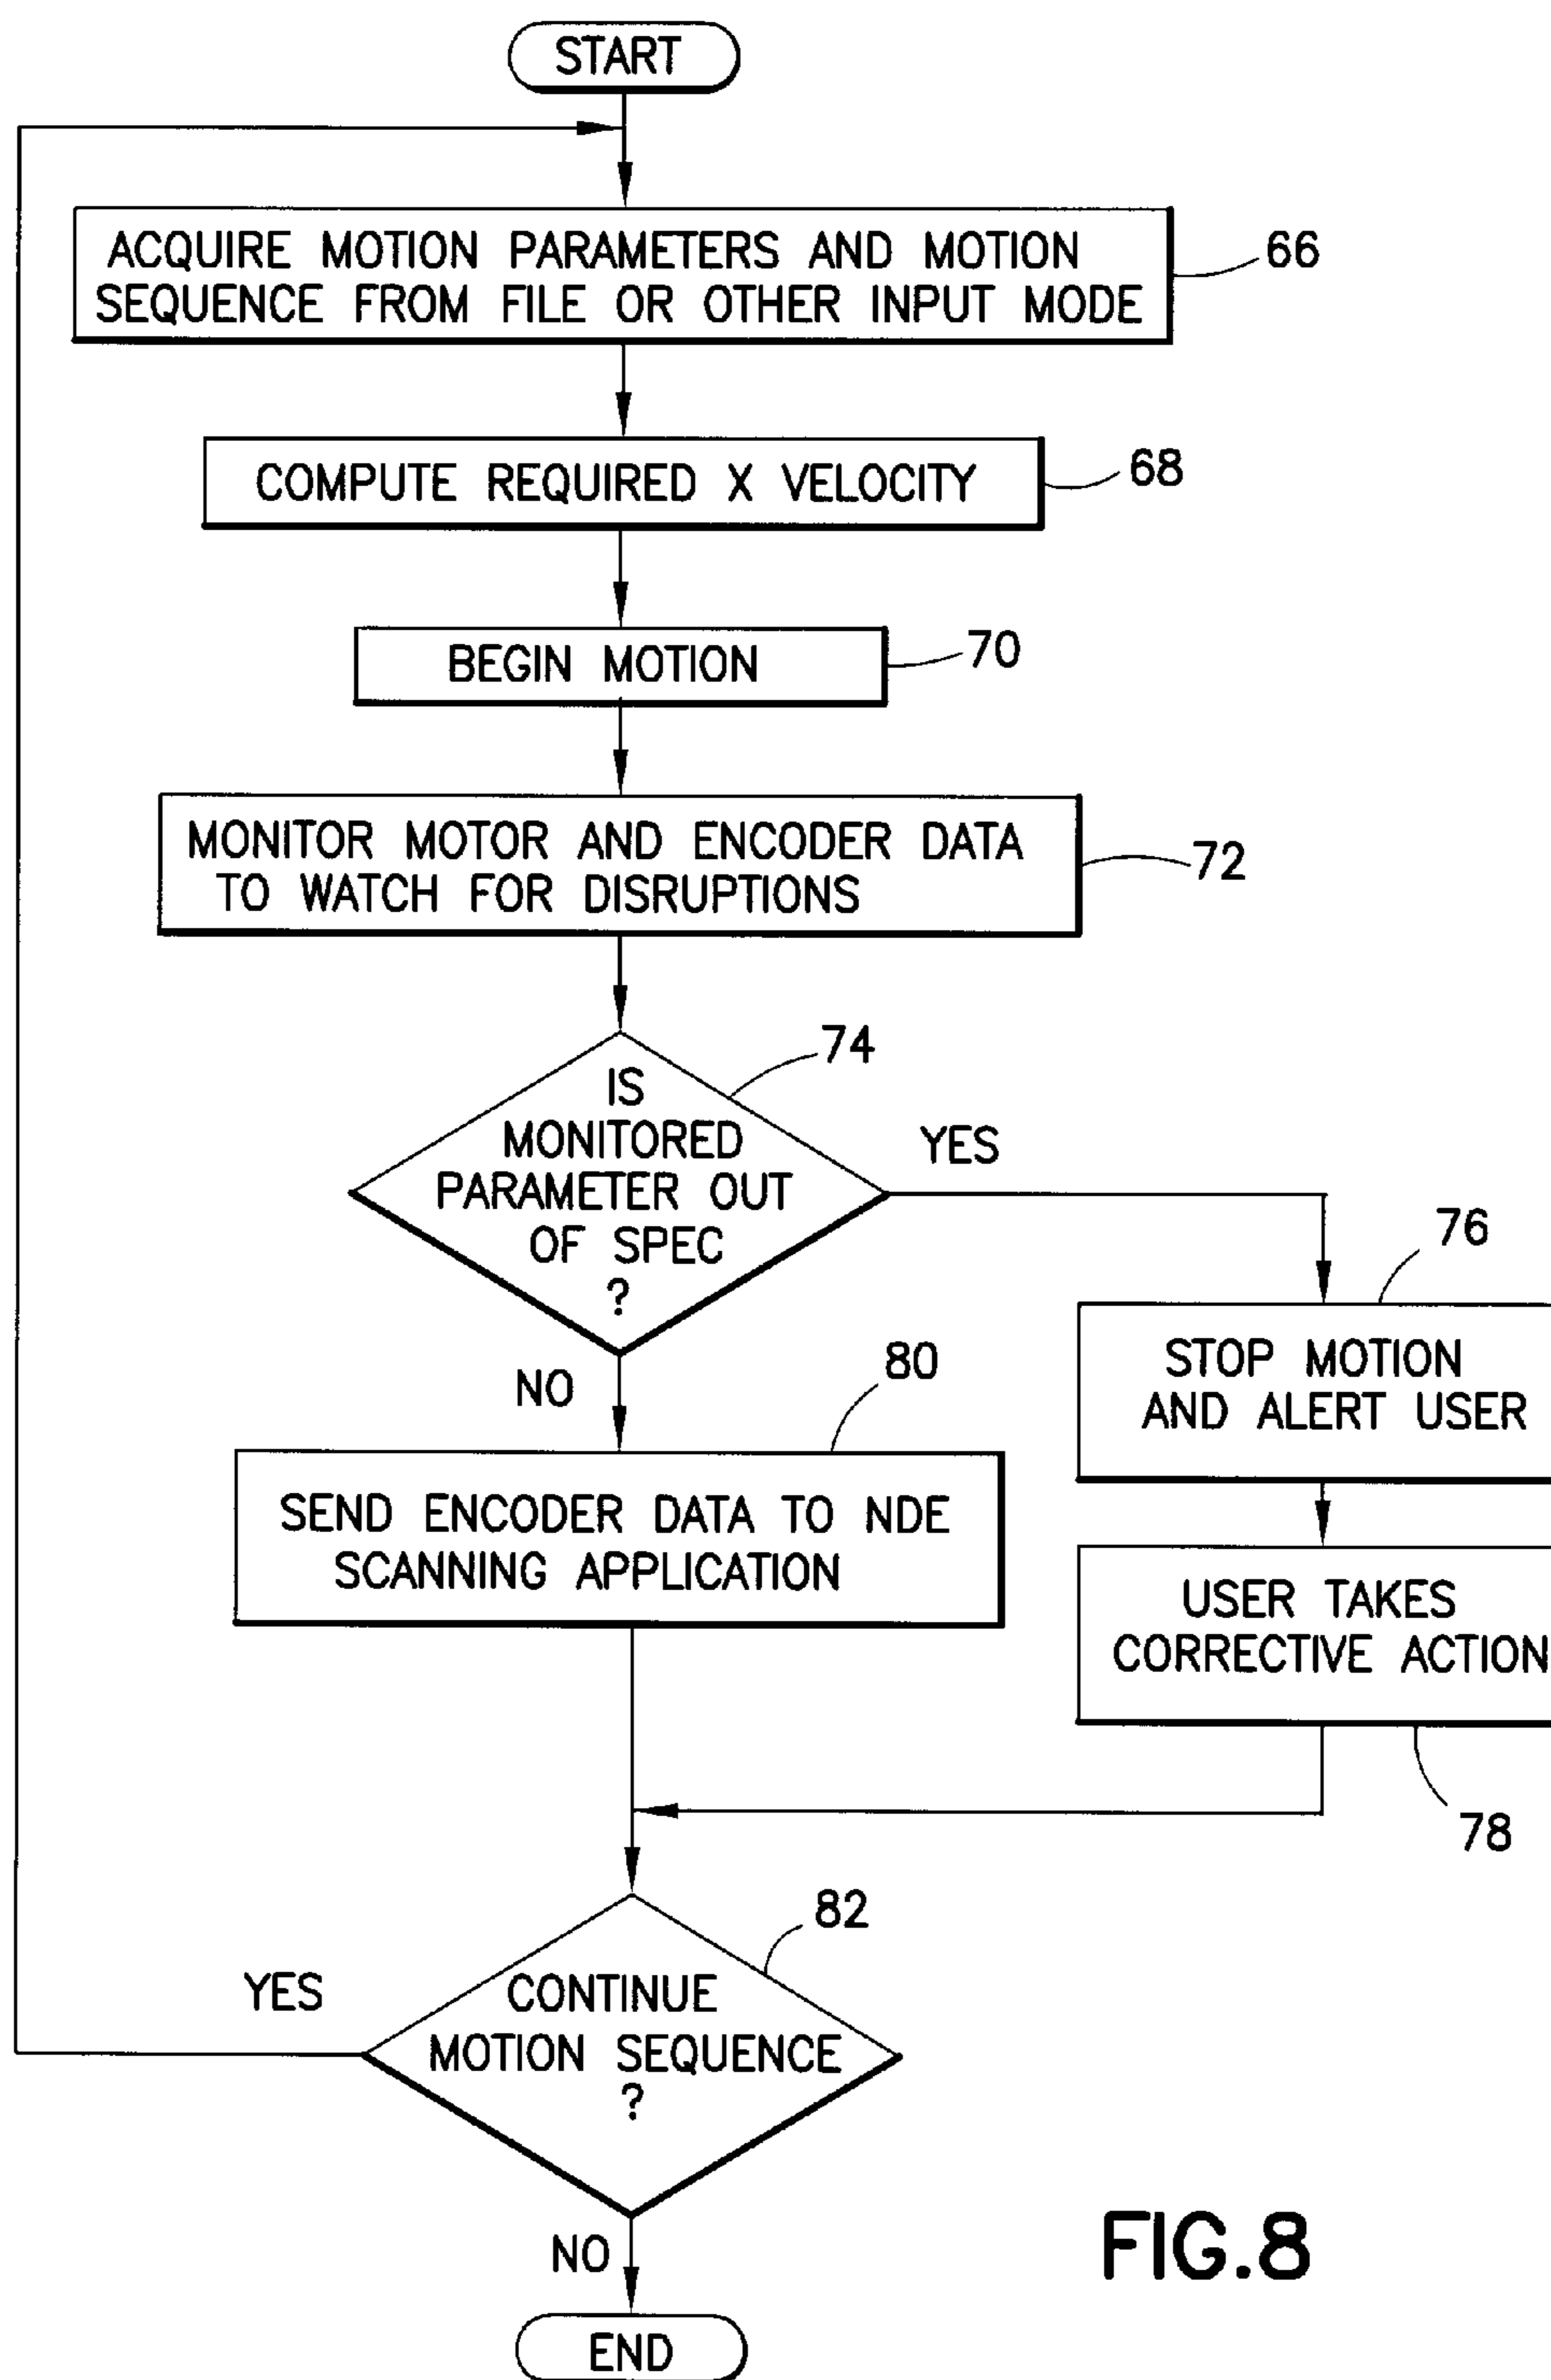 START
ACQUIRE MOTION PARAMETERS AND MOTION
SEQUENCE FROM FILE OR OTHER INPUT MODE
66
COMPUTE REQUIRED X VELOCITY
68
BEGIN MOTION
70
MONITOR MOTOR AND ENCODER DATA
TO WATCH FOR DISRUPTIONS
72
74
IS
MONITORED
PARAMETER OUT
OF SPEC
?
YES
76
STOP MOTION
AND ALERT USER
NO
80
SEND ENCODER DATA TO NDE
SCANNING APPLICATION
USER TAKES
CORRECTIVE ACTION
78
82
CONTINUE
MOTION SEQUENCE
?
YES
NO
END
FIG.8